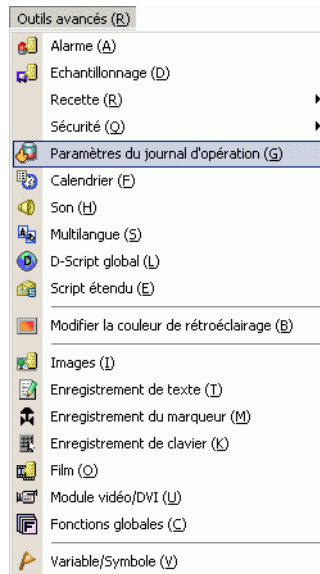 Outils avancés (R)
Alarme (A)
Echantillonnage (D)
Recette (R)
Sécurité (Q)
Paramètres du journal d'opération (G)
Calendrier (F)
Son (H)
Multilangue (S)
D-Script global (L)
Script étendu (E)
Modifier la couleur de rétroéclairage (B)
Images (I)
Enregistrement de texte (T)
Enregistrement du marqueur (M)
Enregistrement de clavier (K)
Film (O)
Module vidéo/DVI (U)
Fonctions globales (C)
Variable/Symbole (V)